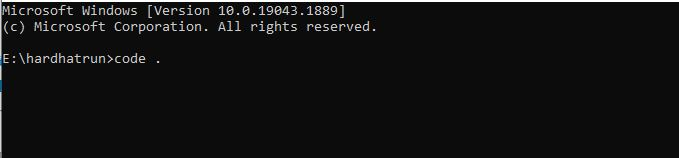 Microsoft Windows [Version 10.0.19043.1889]
(c) Microsoft Corporation. All rights reserved.
E:\hardhatrun>code .